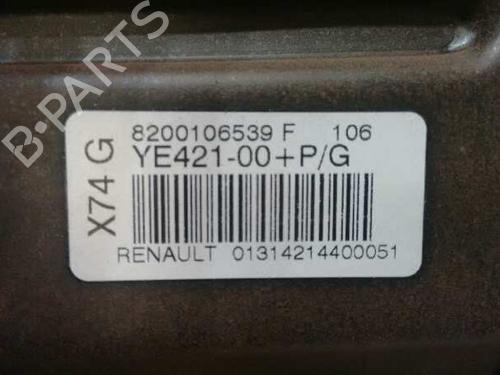 B-PARTS
X74 G
8200106539 F 106
YE421-00+P/G
RENAULT 01314214400051